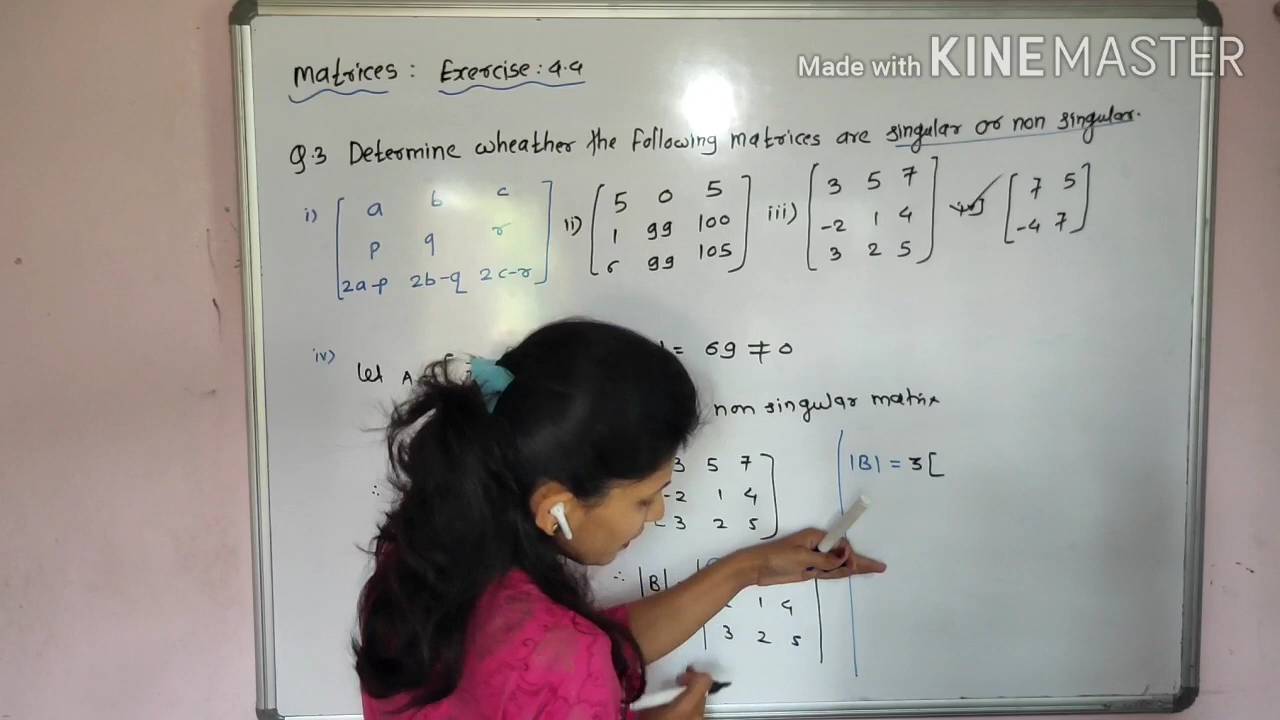 Made with KINEMASTER
Matrices : Exercise : 4.4
Q.3 Determine wheather the following matrices are singular or non singular.
i) [ a b c
p q r
2a-p 2b-q 2c-r ]
ii) [ 5 0 5
1 99 100
6 99 105 ]
iii) [ 3 5 7
-2 1 4
3 2 5 ]
iv) [ 7 5
-4 7 ]
iv) Let A
= 69 ≠ 0
non singular matrix
∴
3 5 7
-2 1 4
3 2 5 ]
∴ |B|
1 4
3 2 5
|B| = 3[